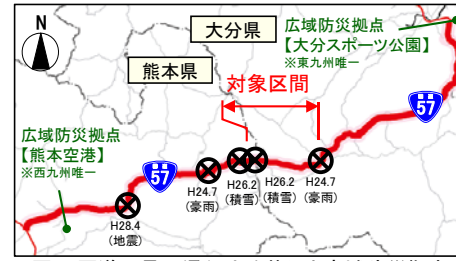 N
大分県
広域防災拠点
【大分スポーツ公園】
※東九州唯一
熊本県
対象区間
57
広域防災拠点
【熊本空港】
※西九州唯一
57
H24.7
(豪雨)
H26.2
(積雪)
H26.2
(積雪)
H24.7
(豪雨)
H28.4
(地震)